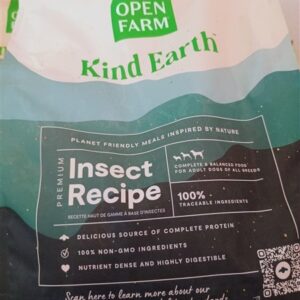 OPEN
FARM
Kind Earth™
PLANET FRIENDLY MEALS INSPIRED BY NATURE
PREMIUM
Insect
Recipe
RECETTE HAUT DE GAMME À BASE D'INSECTES
COMPLETE & BALANCED FOOD
FOR ADULT DOGS OF ALL BREEDS
100%
TRACEABLE INGREDIENTS
DELICIOUS SOURCE OF COMPLETE PROTEIN
100% NON-GMO INGREDIENTS
NUTRIENT DENSE AND HIGHLY DIGESTIBLE
Scan here to learn more about our